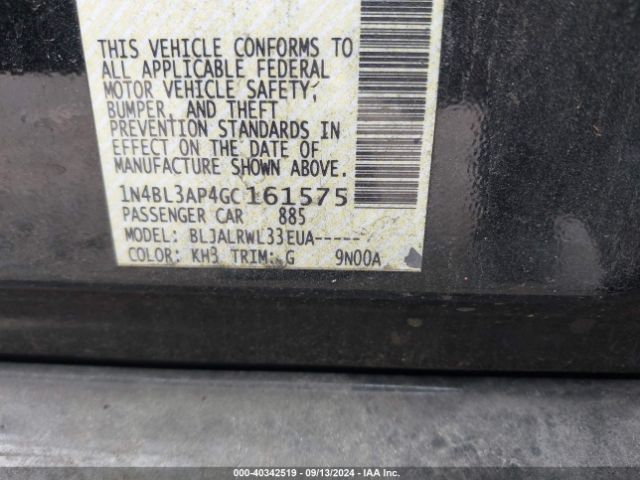 THIS VEHICLE CONFORMS TO
ALL APPLICABLE FEDERAL
MOTOR VEHICLE SAFETY,
BUMPER, AND THEFT
PREVENTION STANDARDS IN
EFFECT ON THE DATE OF
MANUFACTURE SHOWN ABOVE.
1N4BL3AP4GC161575
PASSENGER CAR 885
MODEL: BLJALRWL33EUA-----
COLOR: KH3 TRIM: G 9N00A
000-40342519 - 09/13/2024 - IAA Inc.